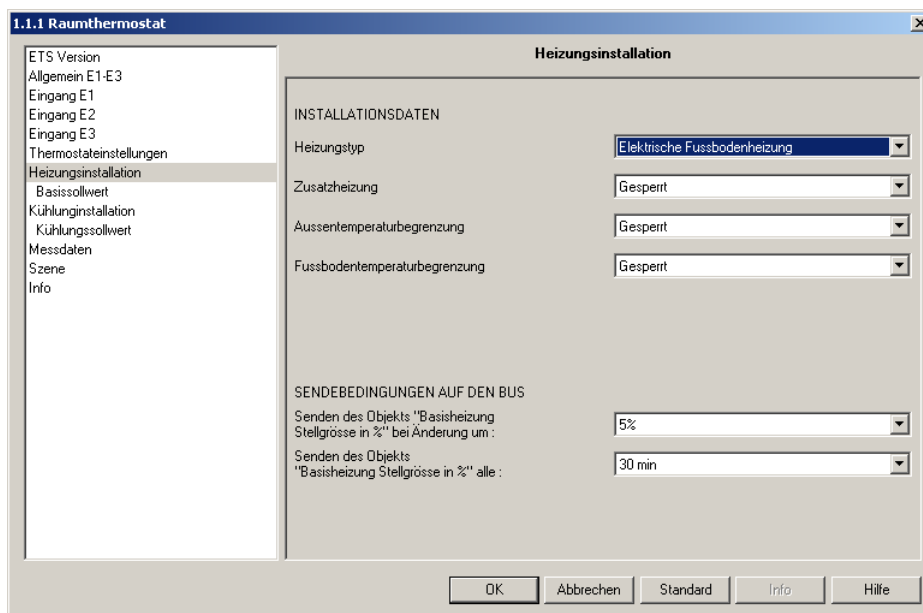 1.1.1 Raumthermostat
ETS Version
Allgemein E1-E3
Eingang E1
Eingang E2
Eingang E3
Thermostateinstellungen
Heizungsinstallation
Basissollwert
Kühlunginstallation
Kühlungssollwert
Messdaten
Szene
Info
Heizungsinstallation
INSTALLATIONSDATEN
Heizungstyp
Elektrische Fussbodenheizung
Zusatzheizung
Gesperrt
Aussentemperaturbegrenzung
Gesperrt
Fussbodentemperaturbegrenzung
Gesperrt
SENDEBEDINGUNGEN AUF DEN BUS
Senden des Objekts "Basisheizung
Stellgrösse in %" bei Änderung um :
5%
Senden des Objekts
"Basisheizung Stellgrösse in %" alle :
30 min
OK
Abbrechen
Standard
Info
Hilfe